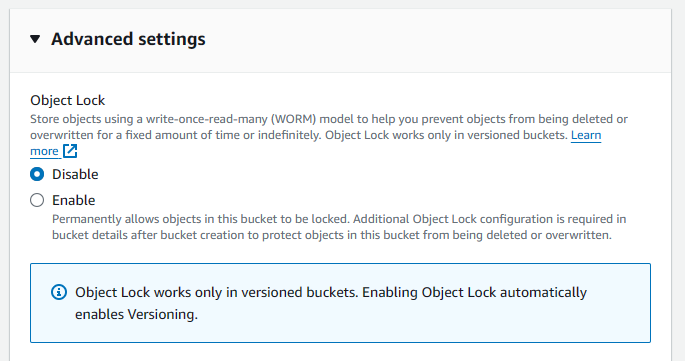 Advanced settings
Object Lock
Store objects using a write-once-read-many (WORM) model to help you prevent objects from being deleted or
overwritten for a fixed amount of time or indefinitely. Object Lock works only in versioned buckets. Learn
more
Disable
Enable
Permanently allows objects in this bucket to be locked. Additional Object Lock configuration is required in
bucket details after bucket creation to protect objects in this bucket from being deleted or overwritten.
Object Lock works only in versioned buckets. Enabling Object Lock automatically
enables Versioning.